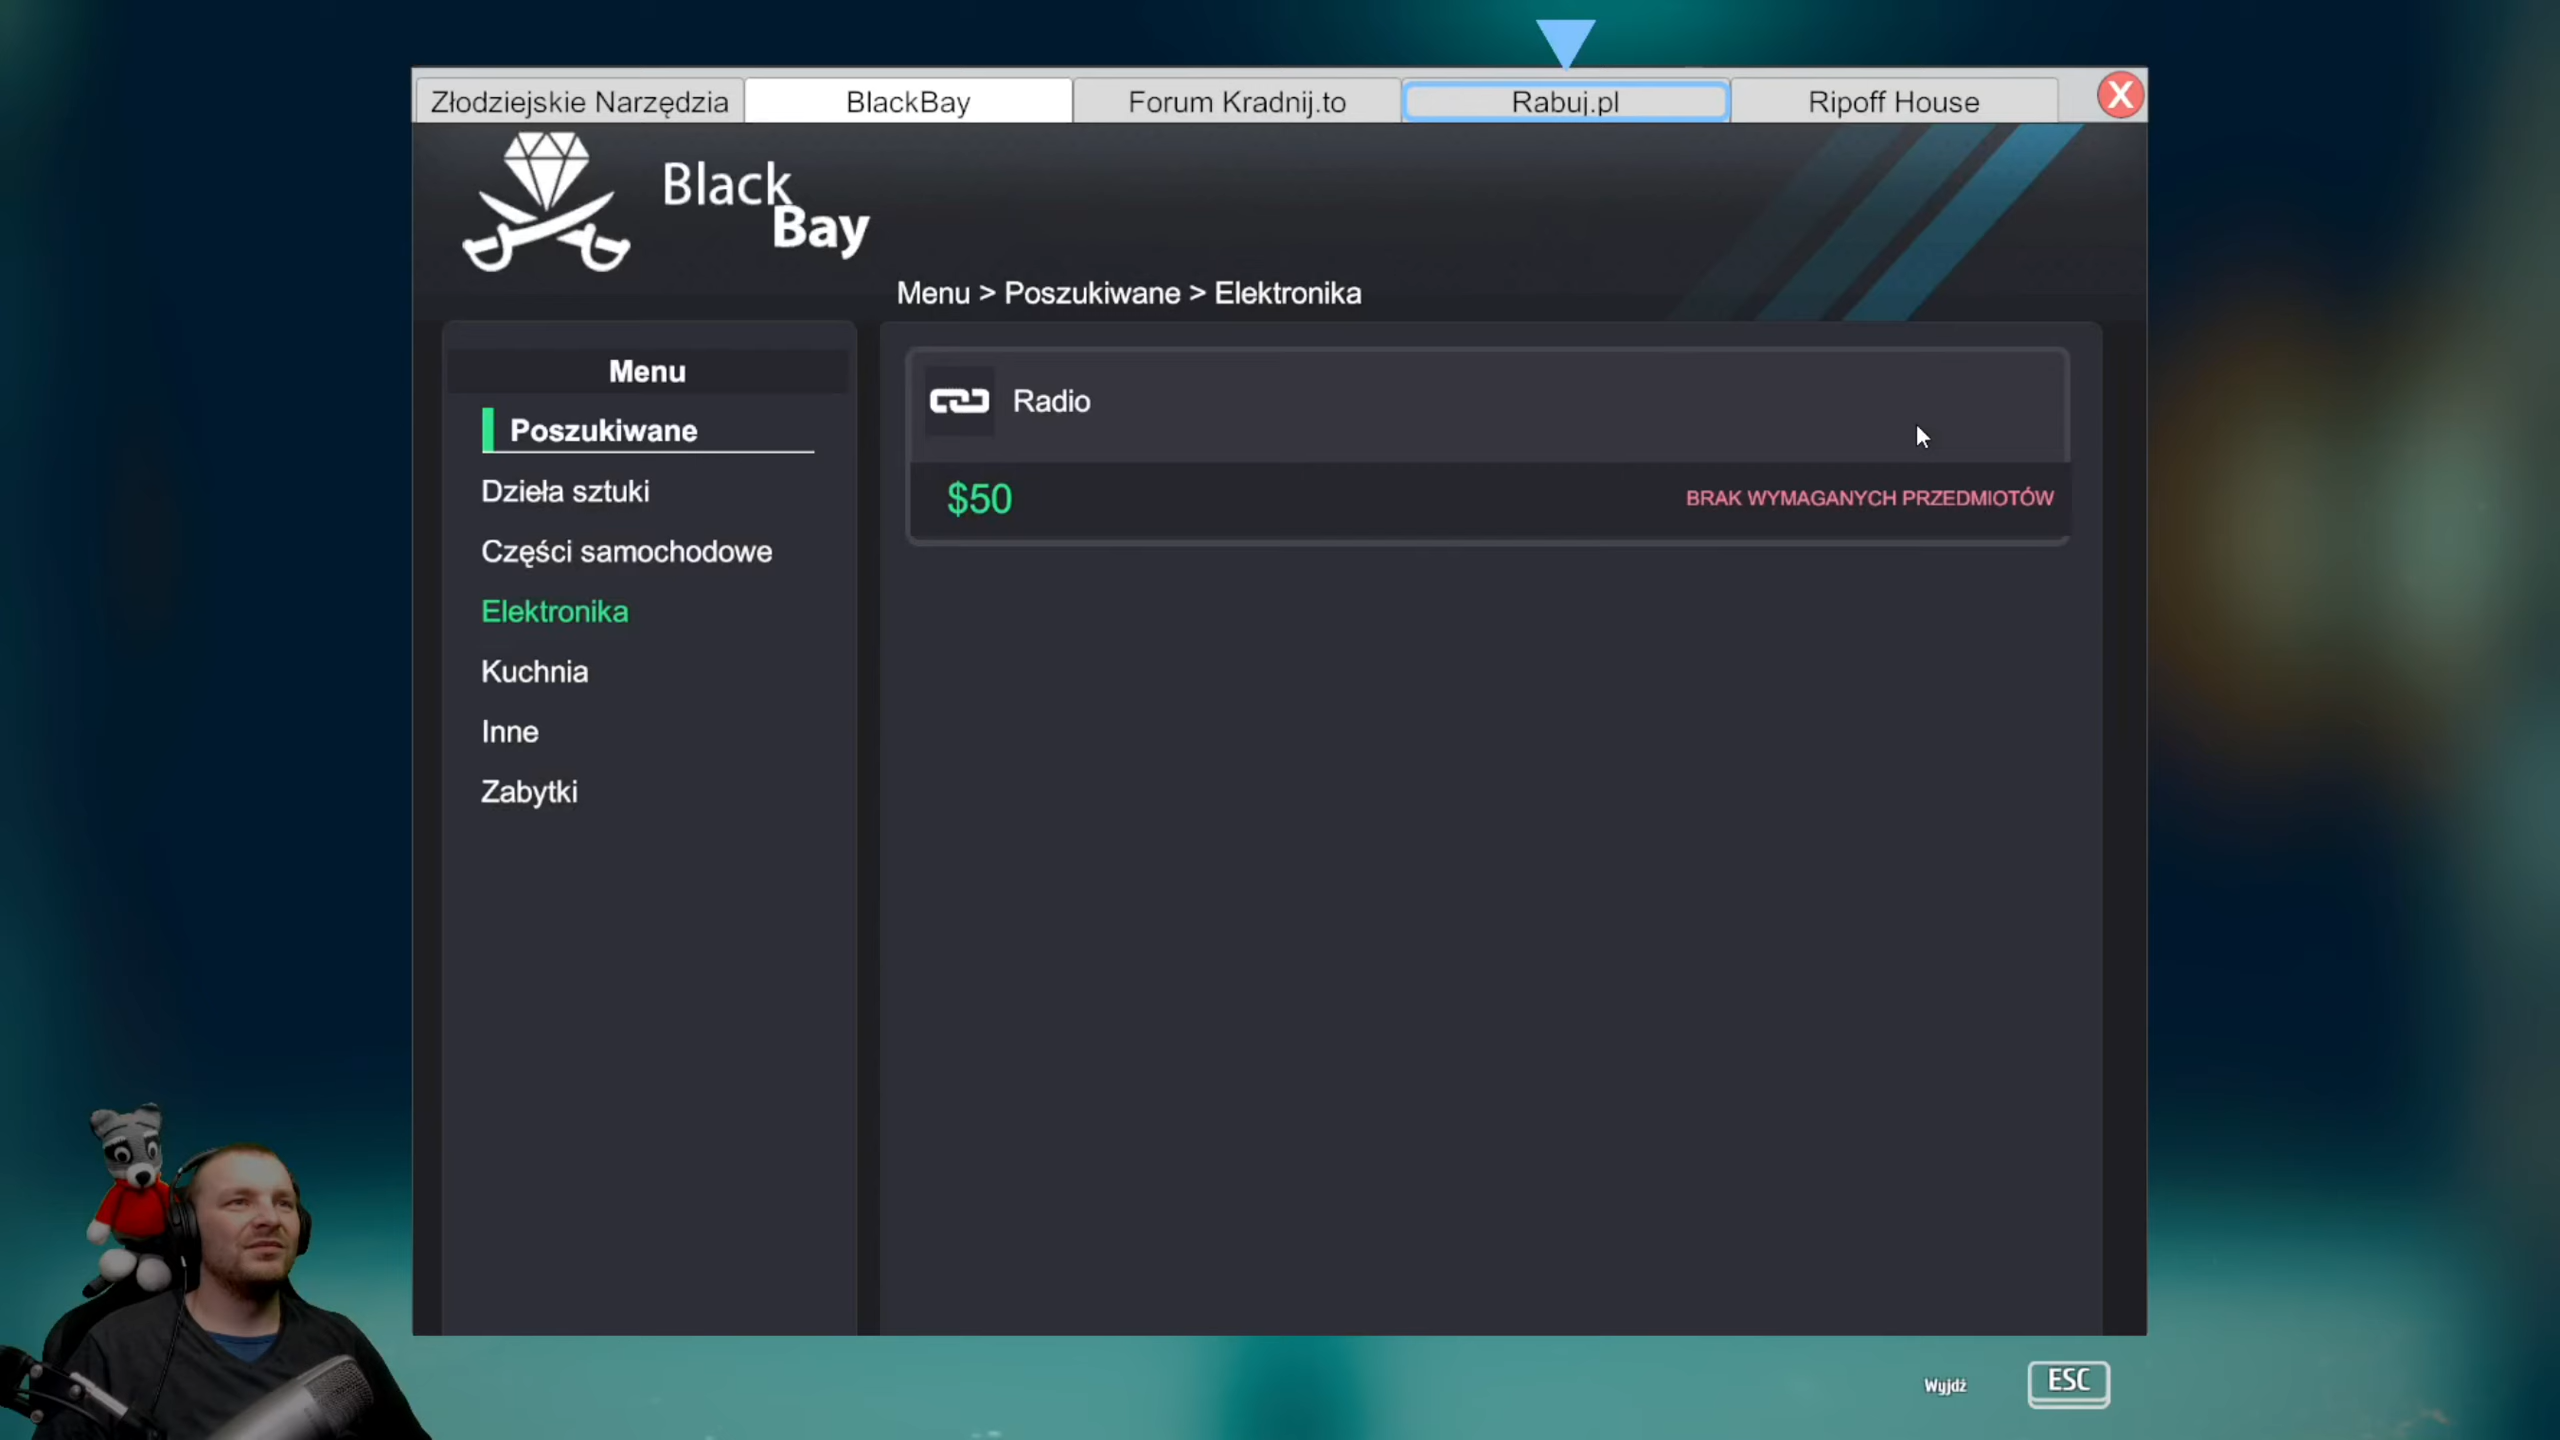 Złodziejskie Narzędzia
BlackBay
Forum Kradnij.to
Rabuj.pl
Ripoff House
X
Black
Bay
Menu > Poszukiwane > Elektronika
Menu
Poszukiwane
Dzieła sztuki
Części samochodowe
Elektronika
Kuchnia
Inne
Zabytki
Radio
$50
BRAK WYMAGANYCH PRZEDMIOTÓW
Wyjdź
ESC